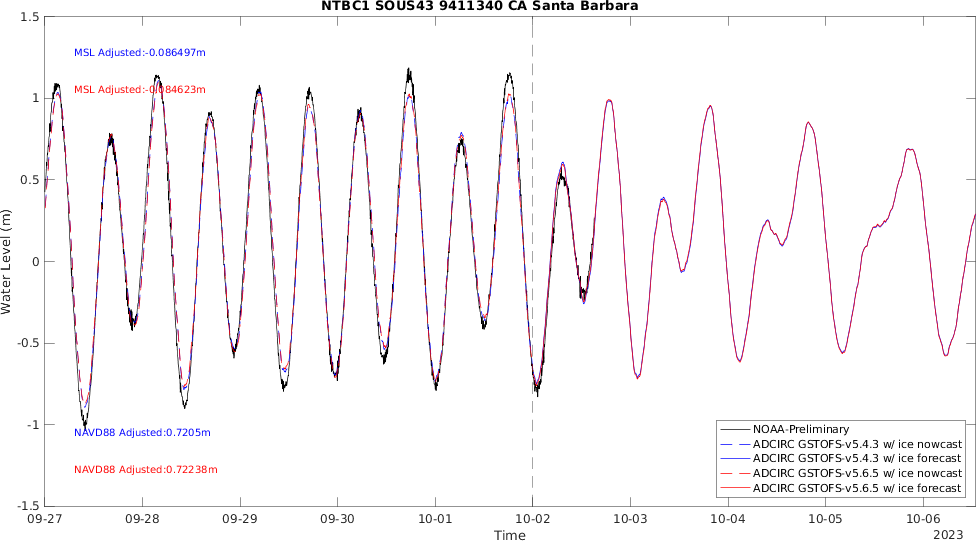 NTBC1 SOUS43 9411340 CA Santa Barbara
1.5
1
0.5
0
-0.5
-1
-1.5
Water Level (m)
MSL Adjusted:-0.086497m
MSL Adjusted:-0.084623m
NAVD88 Adjusted:0.7205m
NAVD88 Adjusted:0.72238m
NOAA-Preliminary
ADCIRC GSTOFS-v5.4.3 w/ ice nowcast
ADCIRC GSTOFS-v5.4.3 w/ ice forecast
ADCIRC GSTOFS-v5.6.5 w/ ice nowcast
ADCIRC GSTOFS-v5.6.5 w/ ice forecast
09-27 09-28 09-29 09-30 10-01 10-02 10-03 10-04 10-05 10-06
Time
2023